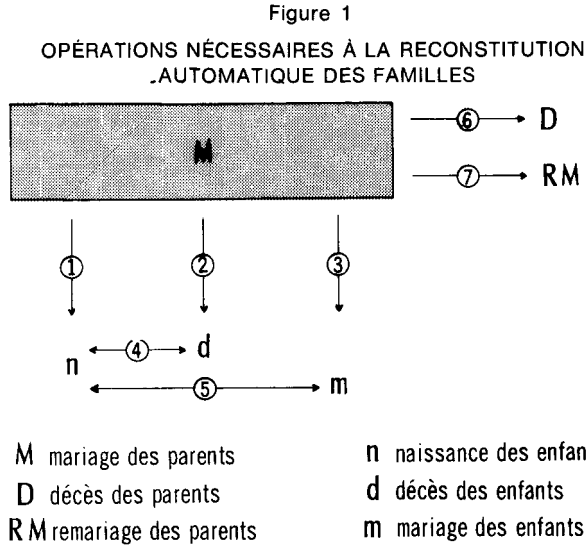 Figure 1
OPÉRATIONS NÉCESSAIRES À LA RECONSTITUTION
AUTOMATIQUE DES FAMILLES
M
6 D
7 RM
1 2 3
n 4 d
5 m
M mariage des parents
D décès des parents
RM remariage des parents
n naissance des enfan
d décès des enfants
m mariage des enfants